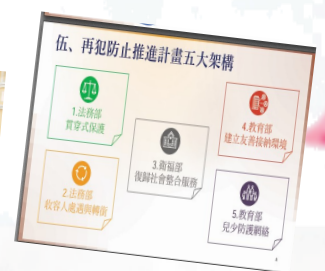 伍、再犯防止推進計畫五大架構
1.法務部
貫穿式保護
2.法務部
收容人處遇與轉銜
3.衛福部
復歸社會整合服務
4.教育部
建立友善接納環境
5.教育部
兒少防護網絡